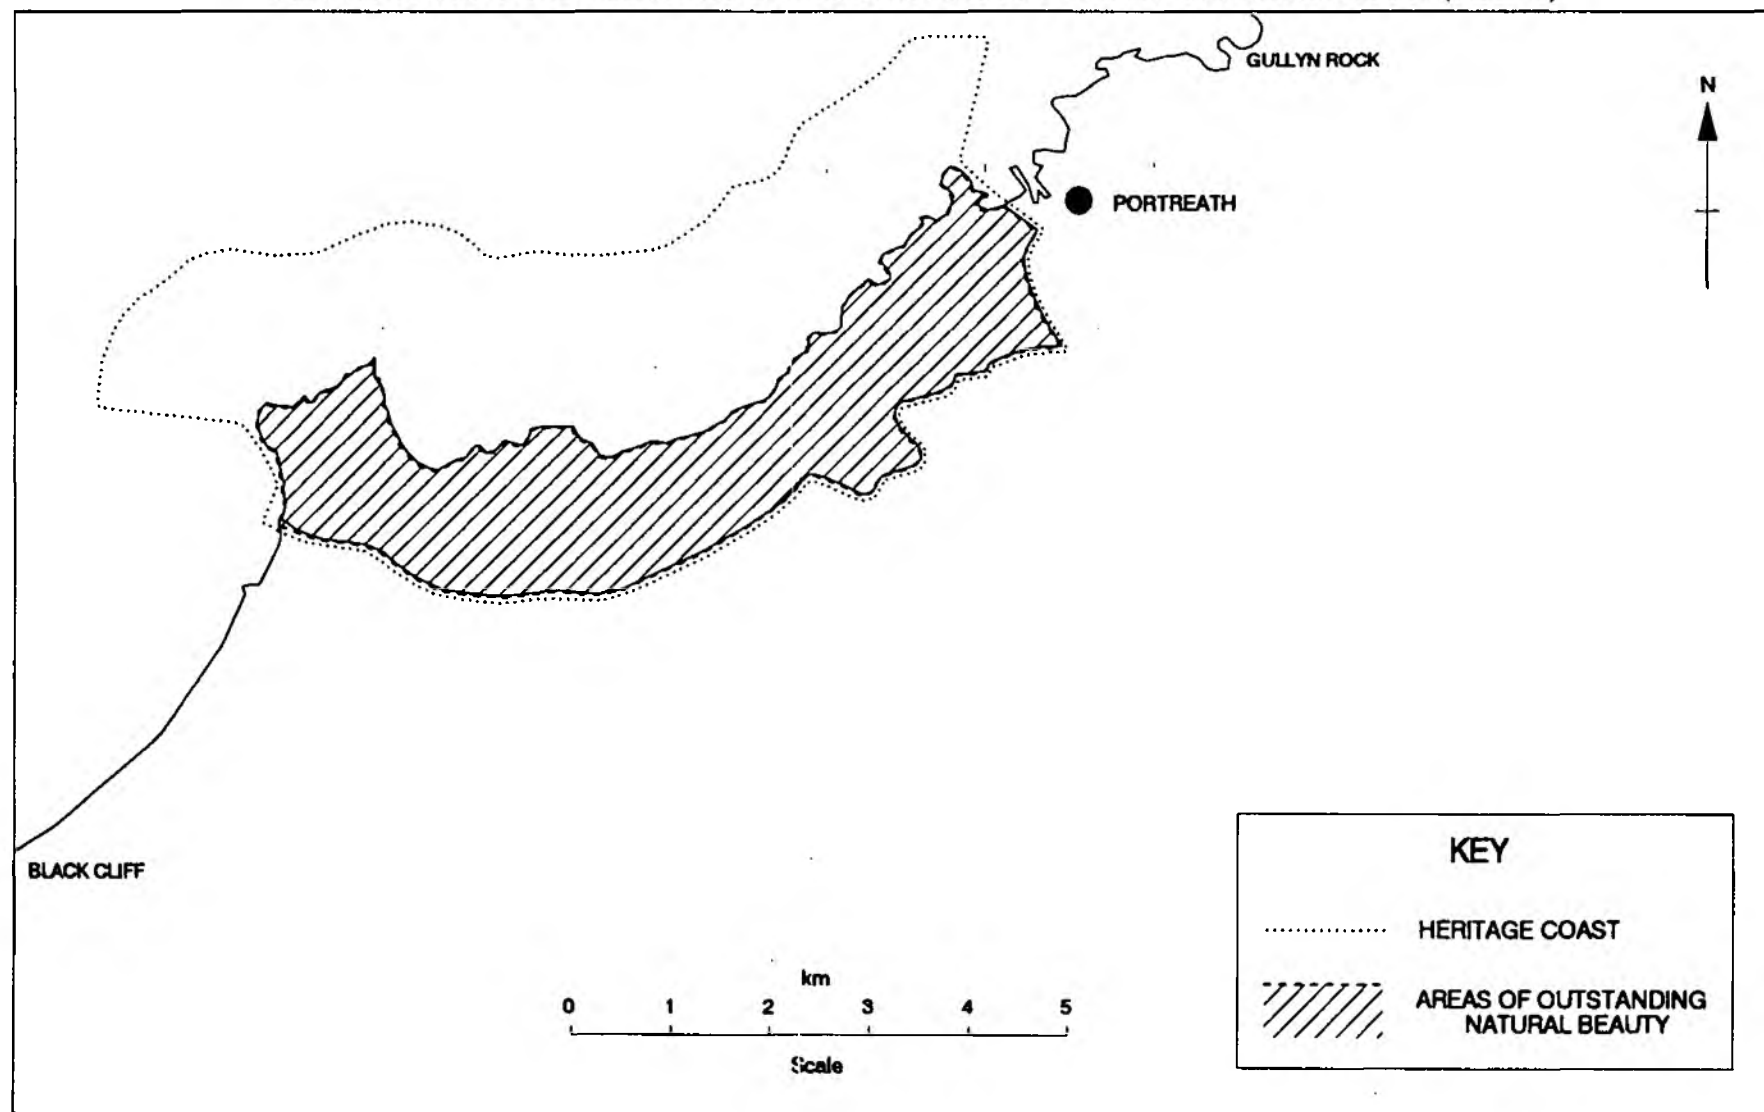 GULLYN ROCK
N
PORTREATH
BLACK CLIFF
KEY
HERITAGE COAST
AREAS OF OUTSTANDING
NATURAL BEAUTY
km
0 1 2 3 4 5
Scale